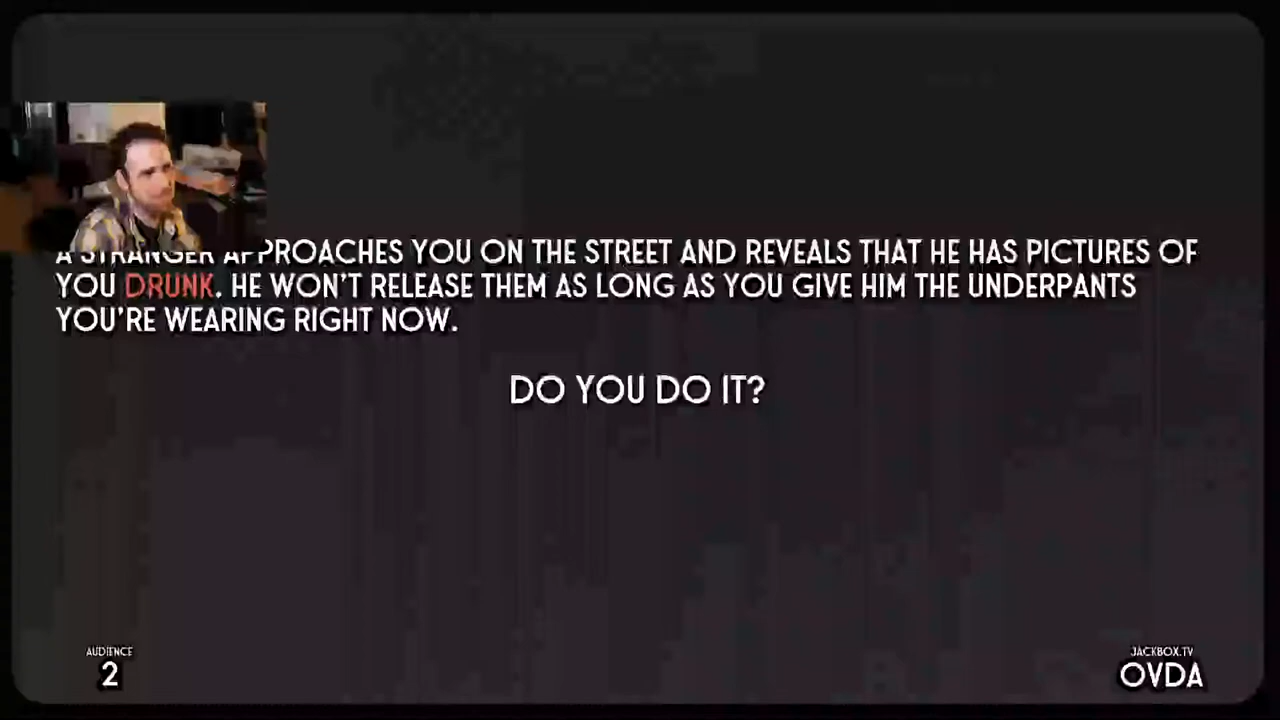 A STRANGER APPROACHES YOU ON THE STREET AND REVEALS THAT HE HAS PICTURES OF
YOU DRUNK. HE WON'T RELEASE THEM AS LONG AS YOU GIVE HIM THE UNDERPANTS
YOU'RE WEARING RIGHT NOW.
DO YOU DO IT?
AUDIENCE
2
JACKBOX.TV
OVDA